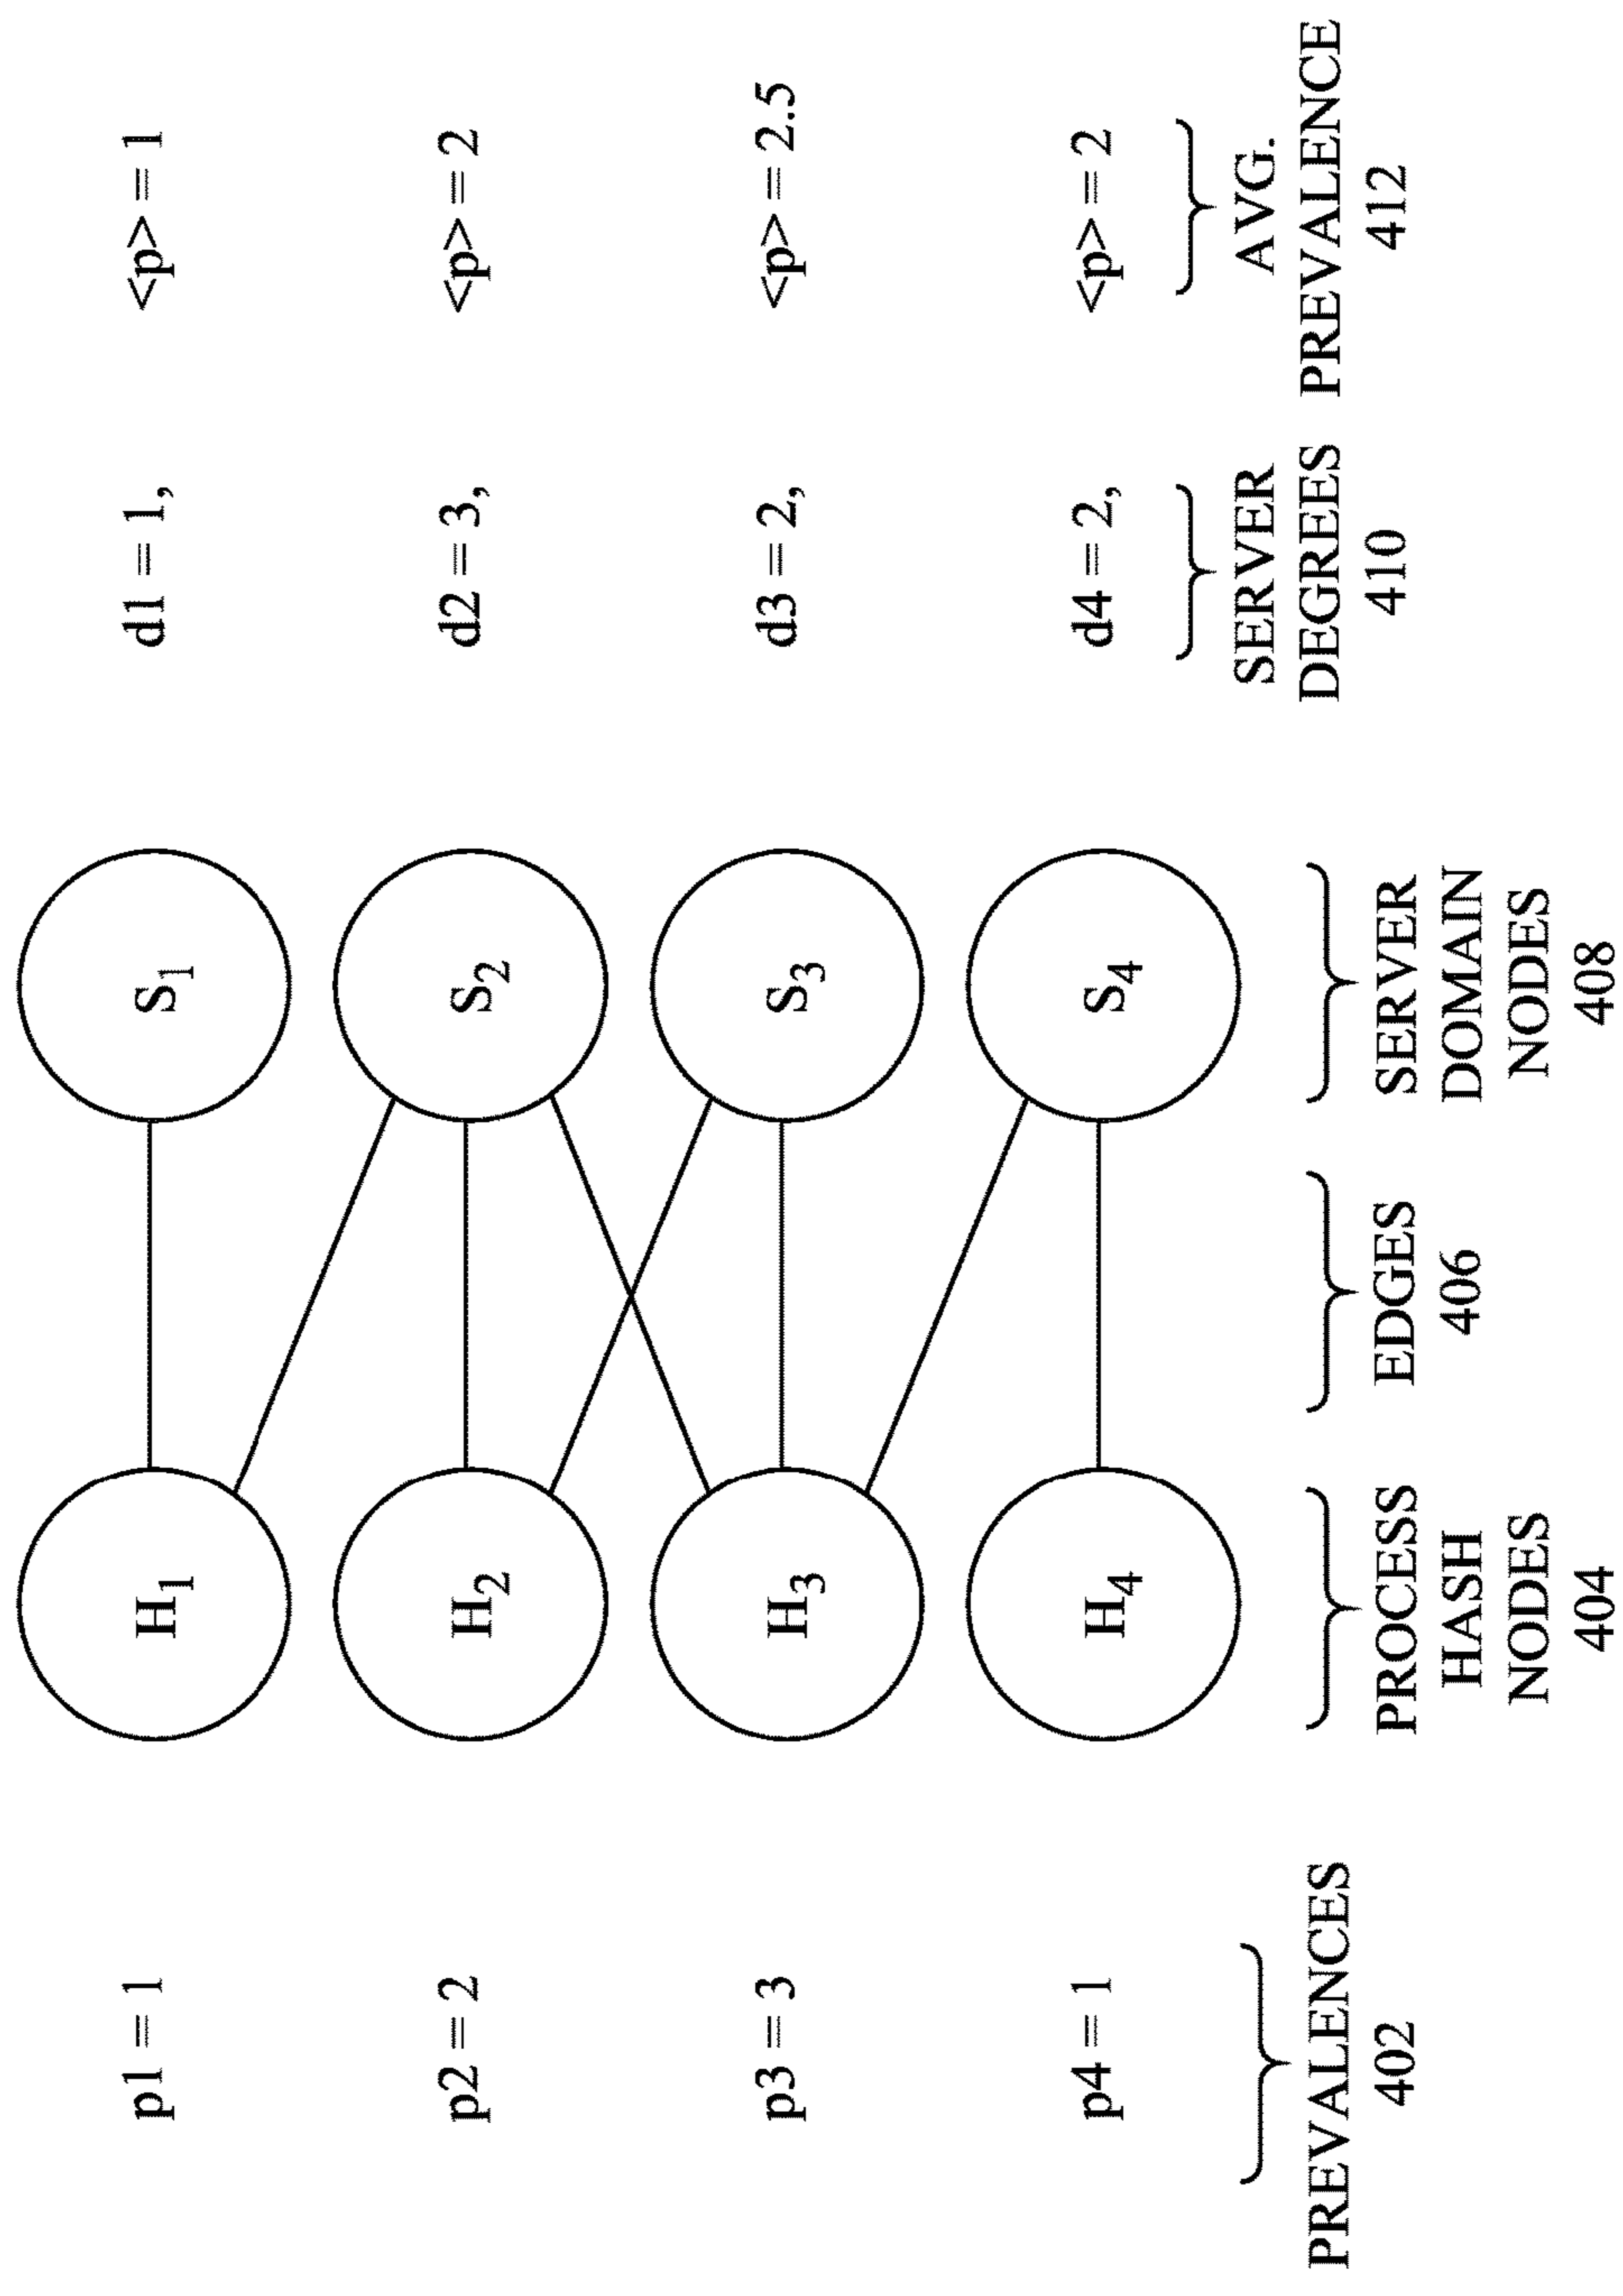 p1 = 1
H1
S1
d1 = 1,
<p> = 1
p2 = 2
H2
S2
d2 = 3,
<p> = 2
p3 = 3
H3
S3
d3 = 2,
<p> = 2.5
p4 = 1
H4
S4
d4 = 2,
<p> = 2
PREVALENCES
402
PROCESS
HASH
NODES
404
EDGES
406
SERVER
DOMAIN
NODES
408
SERVER
DEGREES
410
AVG.
PREVALENCE
412